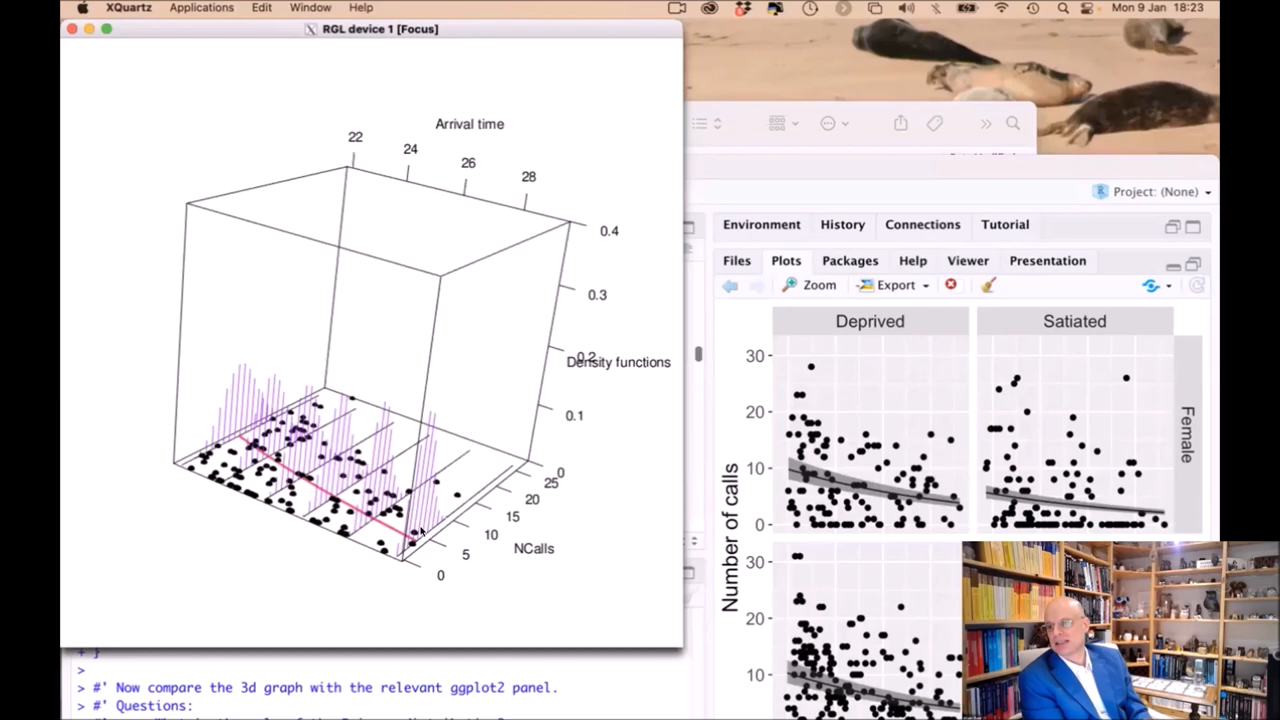 XQuartz Applications Edit Window Help Mon 9 Jan 18:23
RGL device 1 [Focus]
Arrival time
22
24
26
28
0.4
0.3
0.2
Density functions
0.1
0
25
20
15
10
5
0
NCalls
Project: (None)
Environment History Connections Tutorial
Files Plots Packages Help Viewer Presentation
Zoom Export
Deprived Satiated
30
20
10
0
Female
Number of calls
30
20
10
+ }
>
> #' Now compare the 3d graph with the relevant ggplot2 panel.
> #' Questions: